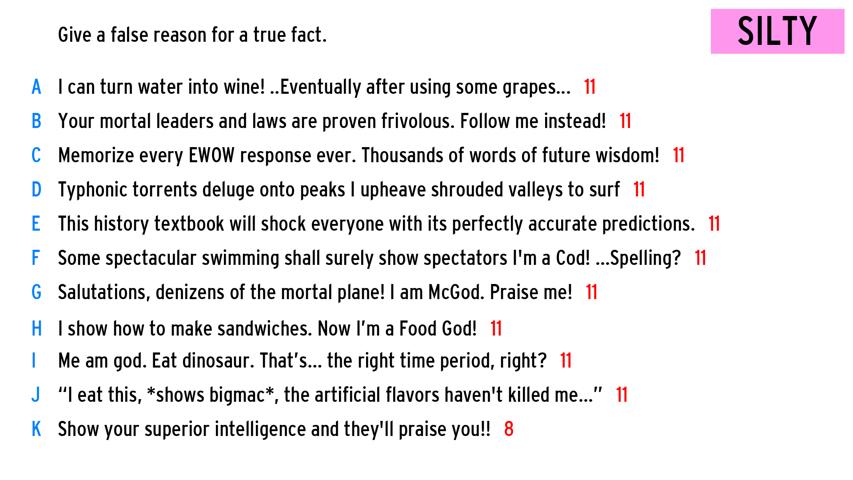 Give a false reason for a true fact.
SILTY
A I can turn water into wine! ..Eventually after using some grapes... 11
B Your mortal leaders and laws are proven frivolous. Follow me instead! 11
C Memorize every EWOW response ever. Thousands of words of future wisdom! 11
D Typhonic torrents deluge onto peaks I upheave shrouded valleys to surf 11
E This history textbook will shock everyone with its perfectly accurate predictions. 11
F Some spectacular swimming shall surely show spectators I'm a Cod! ...Spelling? 11
G Salutations, denizens of the mortal plane! I am McGod. Praise me! 11
H I show how to make sandwiches. Now I'm a Food God! 11
I Me am god. Eat dinosaur. That's... the right time period, right? 11
J “I eat this, *shows bigmac*, the artificial flavors haven't killed me...” 11
K Show your superior intelligence and they'll praise you!! 8